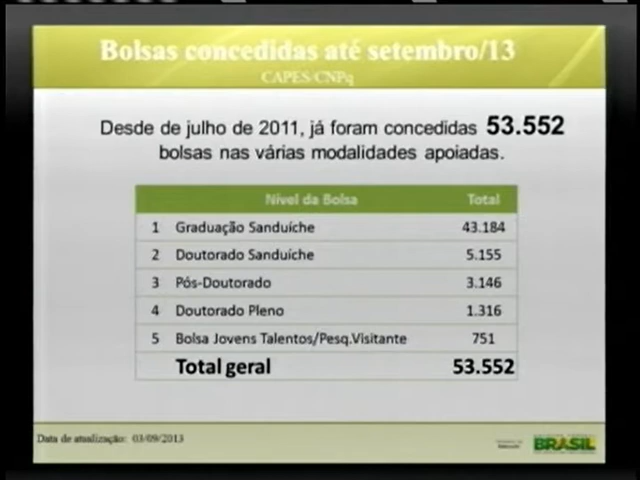 Bolsas concedidas até setembro/13
CAPES/CNPq
Desde de julho de 2011, já foram concedidas 53.552
bolsas nas várias modalidades apoiadas.
Nível da Bolsa Total
1 Graduação Sanduíche 43.184
2 Doutorado Sanduíche 5.155
3 Pós-Doutorado 3.146
4 Doutorado Pleno 1.316
5 Bolsa Jovens Talentos/Pesq.Visitante 751
Total geral 53.552
Data de atualização: 03/09/2013
BRASIL